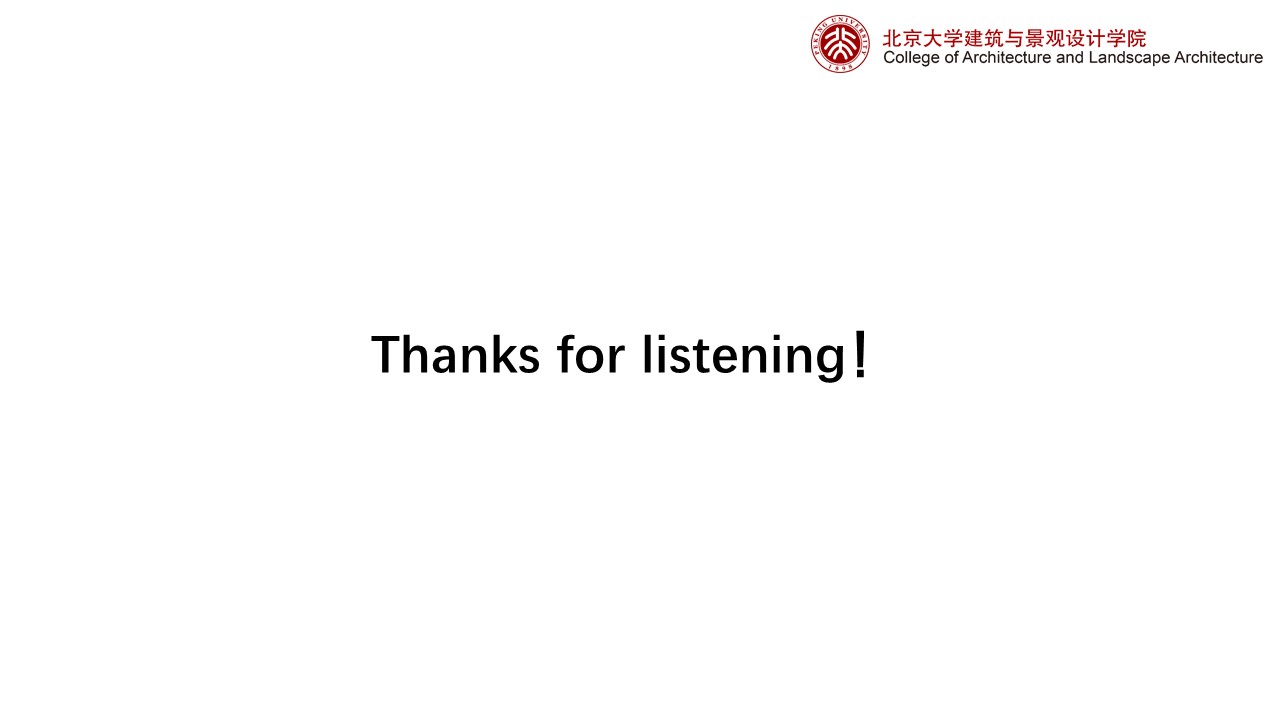 PEKING UNIVERSITY
1898
北京大学建筑与景观设计学院
College of Architecture and Landscape Architecture
Thanks for listening！